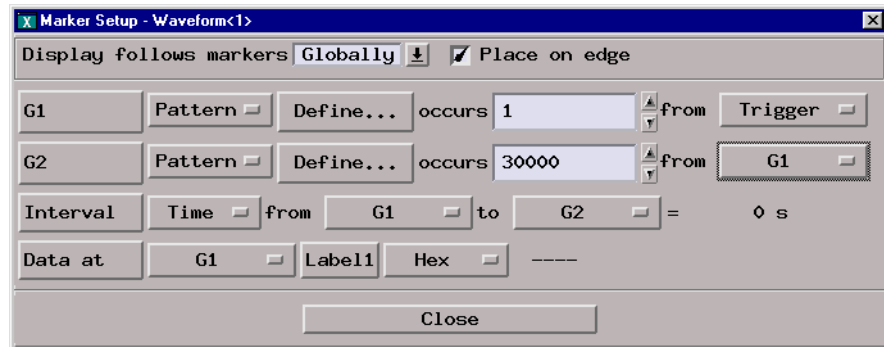 Marker Setup - Waveform<1>
Display follows markers Globally Place on edge
G1 Pattern Define... occurs 1 from Trigger
G2 Pattern Define... occurs 30000 from G1
Interval Time from G1 to G2 = 0 s
Data at G1 Label1 Hex ----
Close